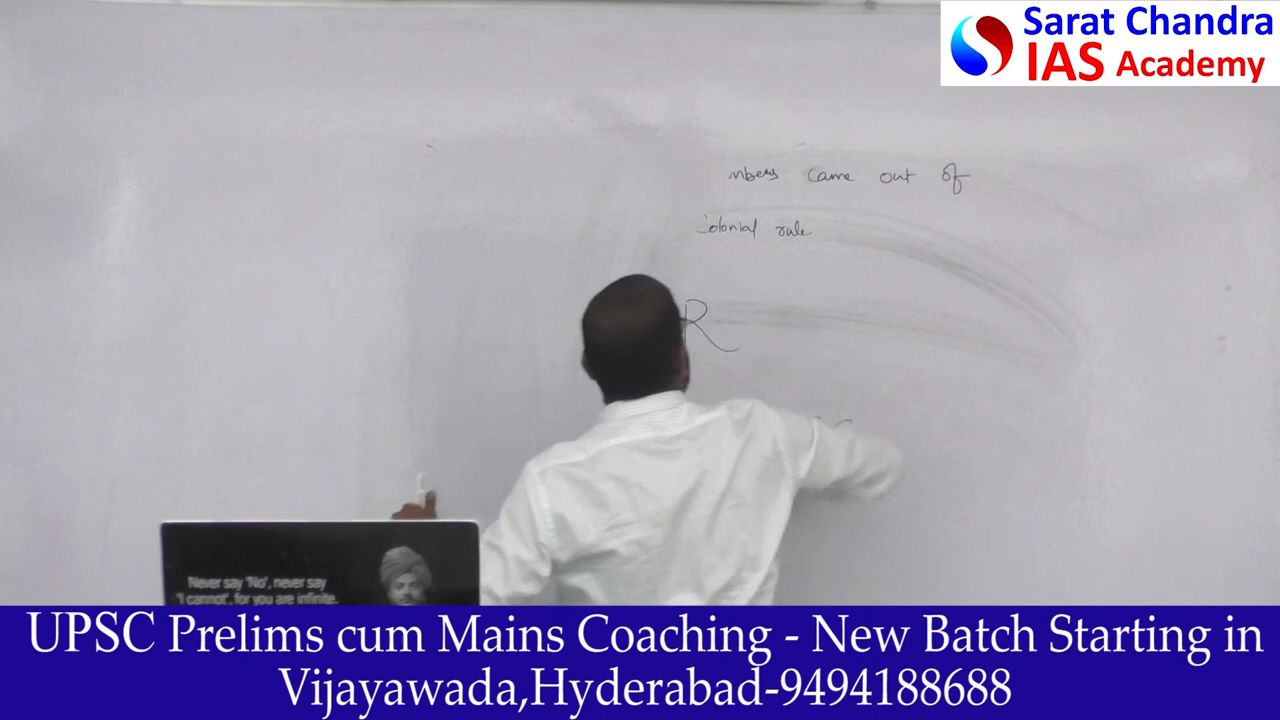 Sarat Chandra
IAS Academy
mbers came out of
colonial rule
R
Never say 'No', never say
'I cannot', for you are infinite.
UPSC Prelims cum Mains Coaching - New Batch Starting in
Vijayawada,Hyderabad-9494188688